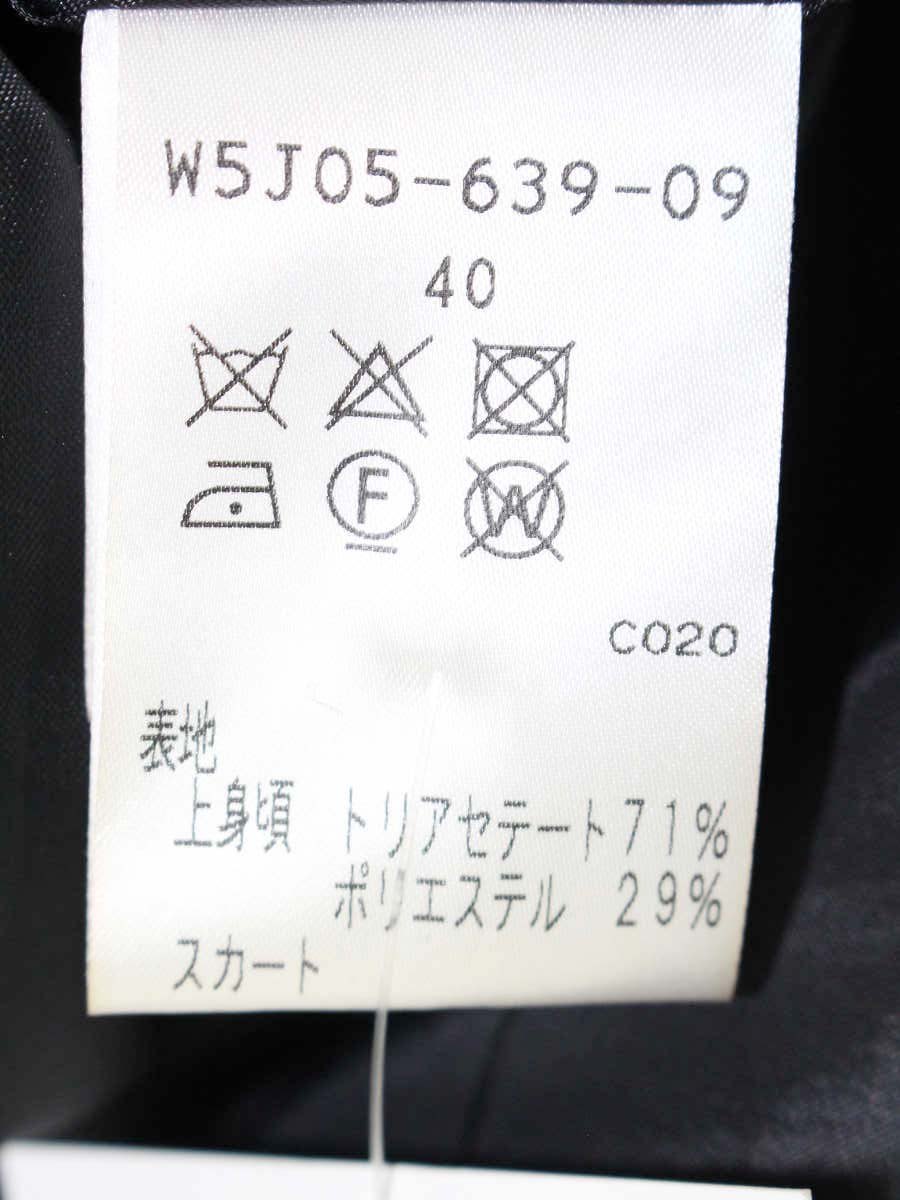 W5J05-639-09
40
F
W
C020
表地
上身頃 トリアセテート71%
ポリエステル 29%
スカート